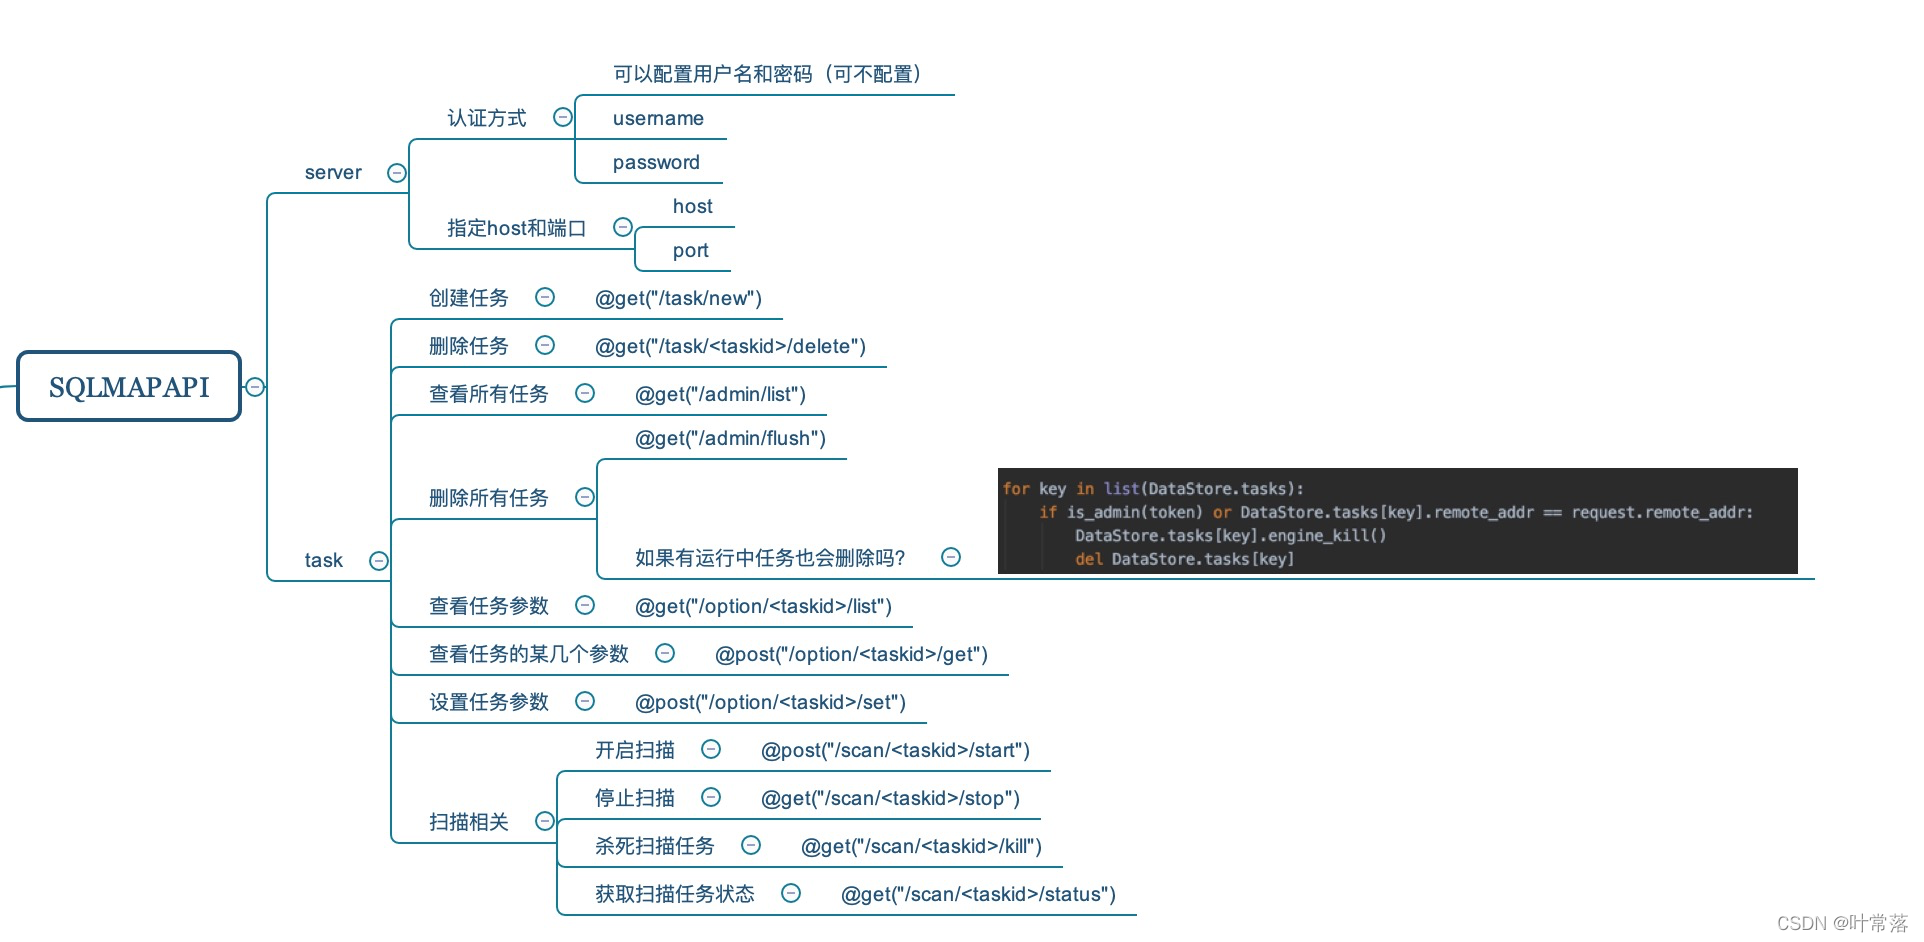 可以配置用户名和密码（可不配置）
认证方式
username
password
server
host
指定host和端口
port
创建任务 @get("/task/new")
删除任务 @get("/task/<taskid>/delete")
SQLMAPAPI
查看所有任务 @get("/admin/list")
@get("/admin/flush")
删除所有任务
for key in list(DataStore.tasks):
if is_admin(token) or DataStore.tasks[key].remote_addr == request.remote_addr:
DataStore.tasks[key].engine_kill()
del DataStore.tasks[key]
如果有运行中任务也会删除吗？
task
查看任务参数 @get("/option/<taskid>/list")
查看任务的某几个参数 @post("/option/<taskid>/get")
设置任务参数 @post("/option/<taskid>/set")
开启扫描 @post("/scan/<taskid>/start")
停止扫描 @get("/scan/<taskid>/stop")
扫描相关
杀死扫描任务 @get("/scan/<taskid>/kill")
获取扫描任务状态 @get("/scan/<taskid>/status")
CSDN @叶常落